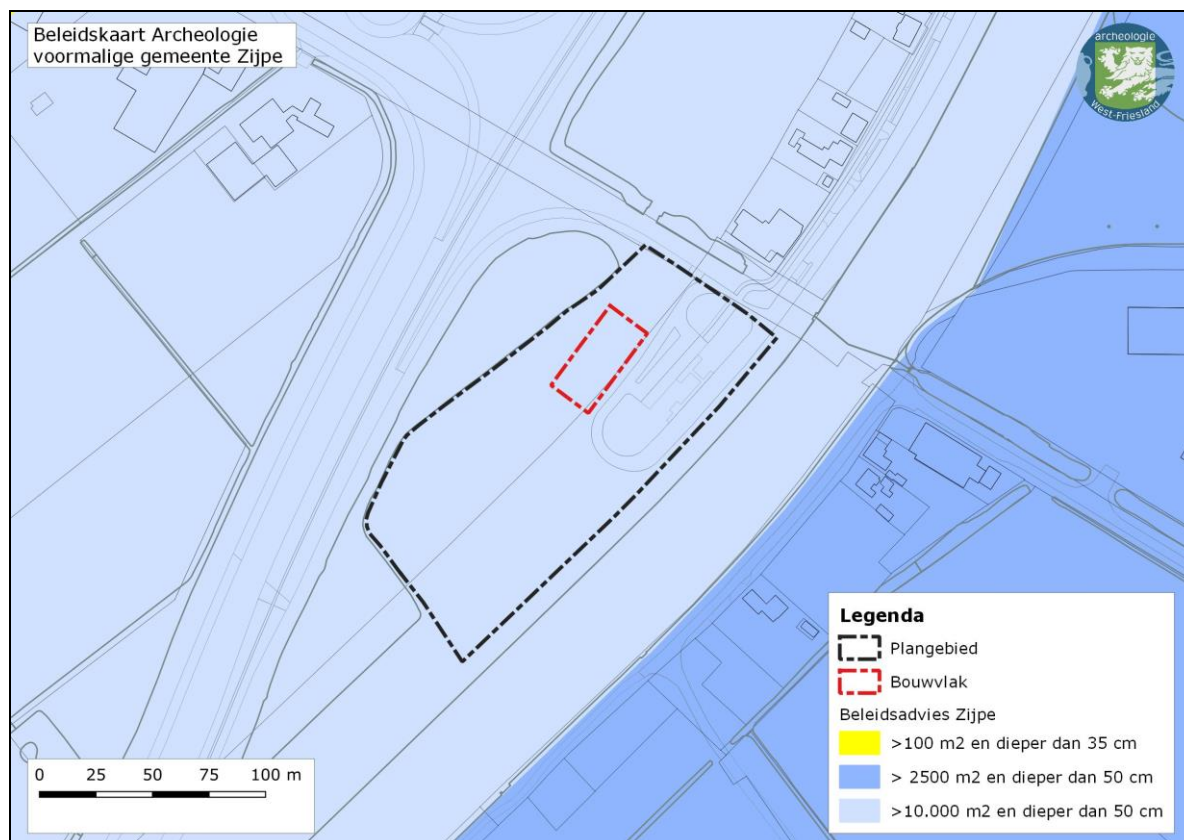 Beleidskaart Archeologie
voormalige gemeente Zijpe
archeologie
West-Friesland
Legenda
Plangebied
Bouwvlak
Beleidsadvies Zijpe
>100 m2 en dieper dan 35 cm
> 2500 m2 en dieper dan 50 cm
>10.000 m2 en dieper dan 50 cm
0 25 50 75 100 m